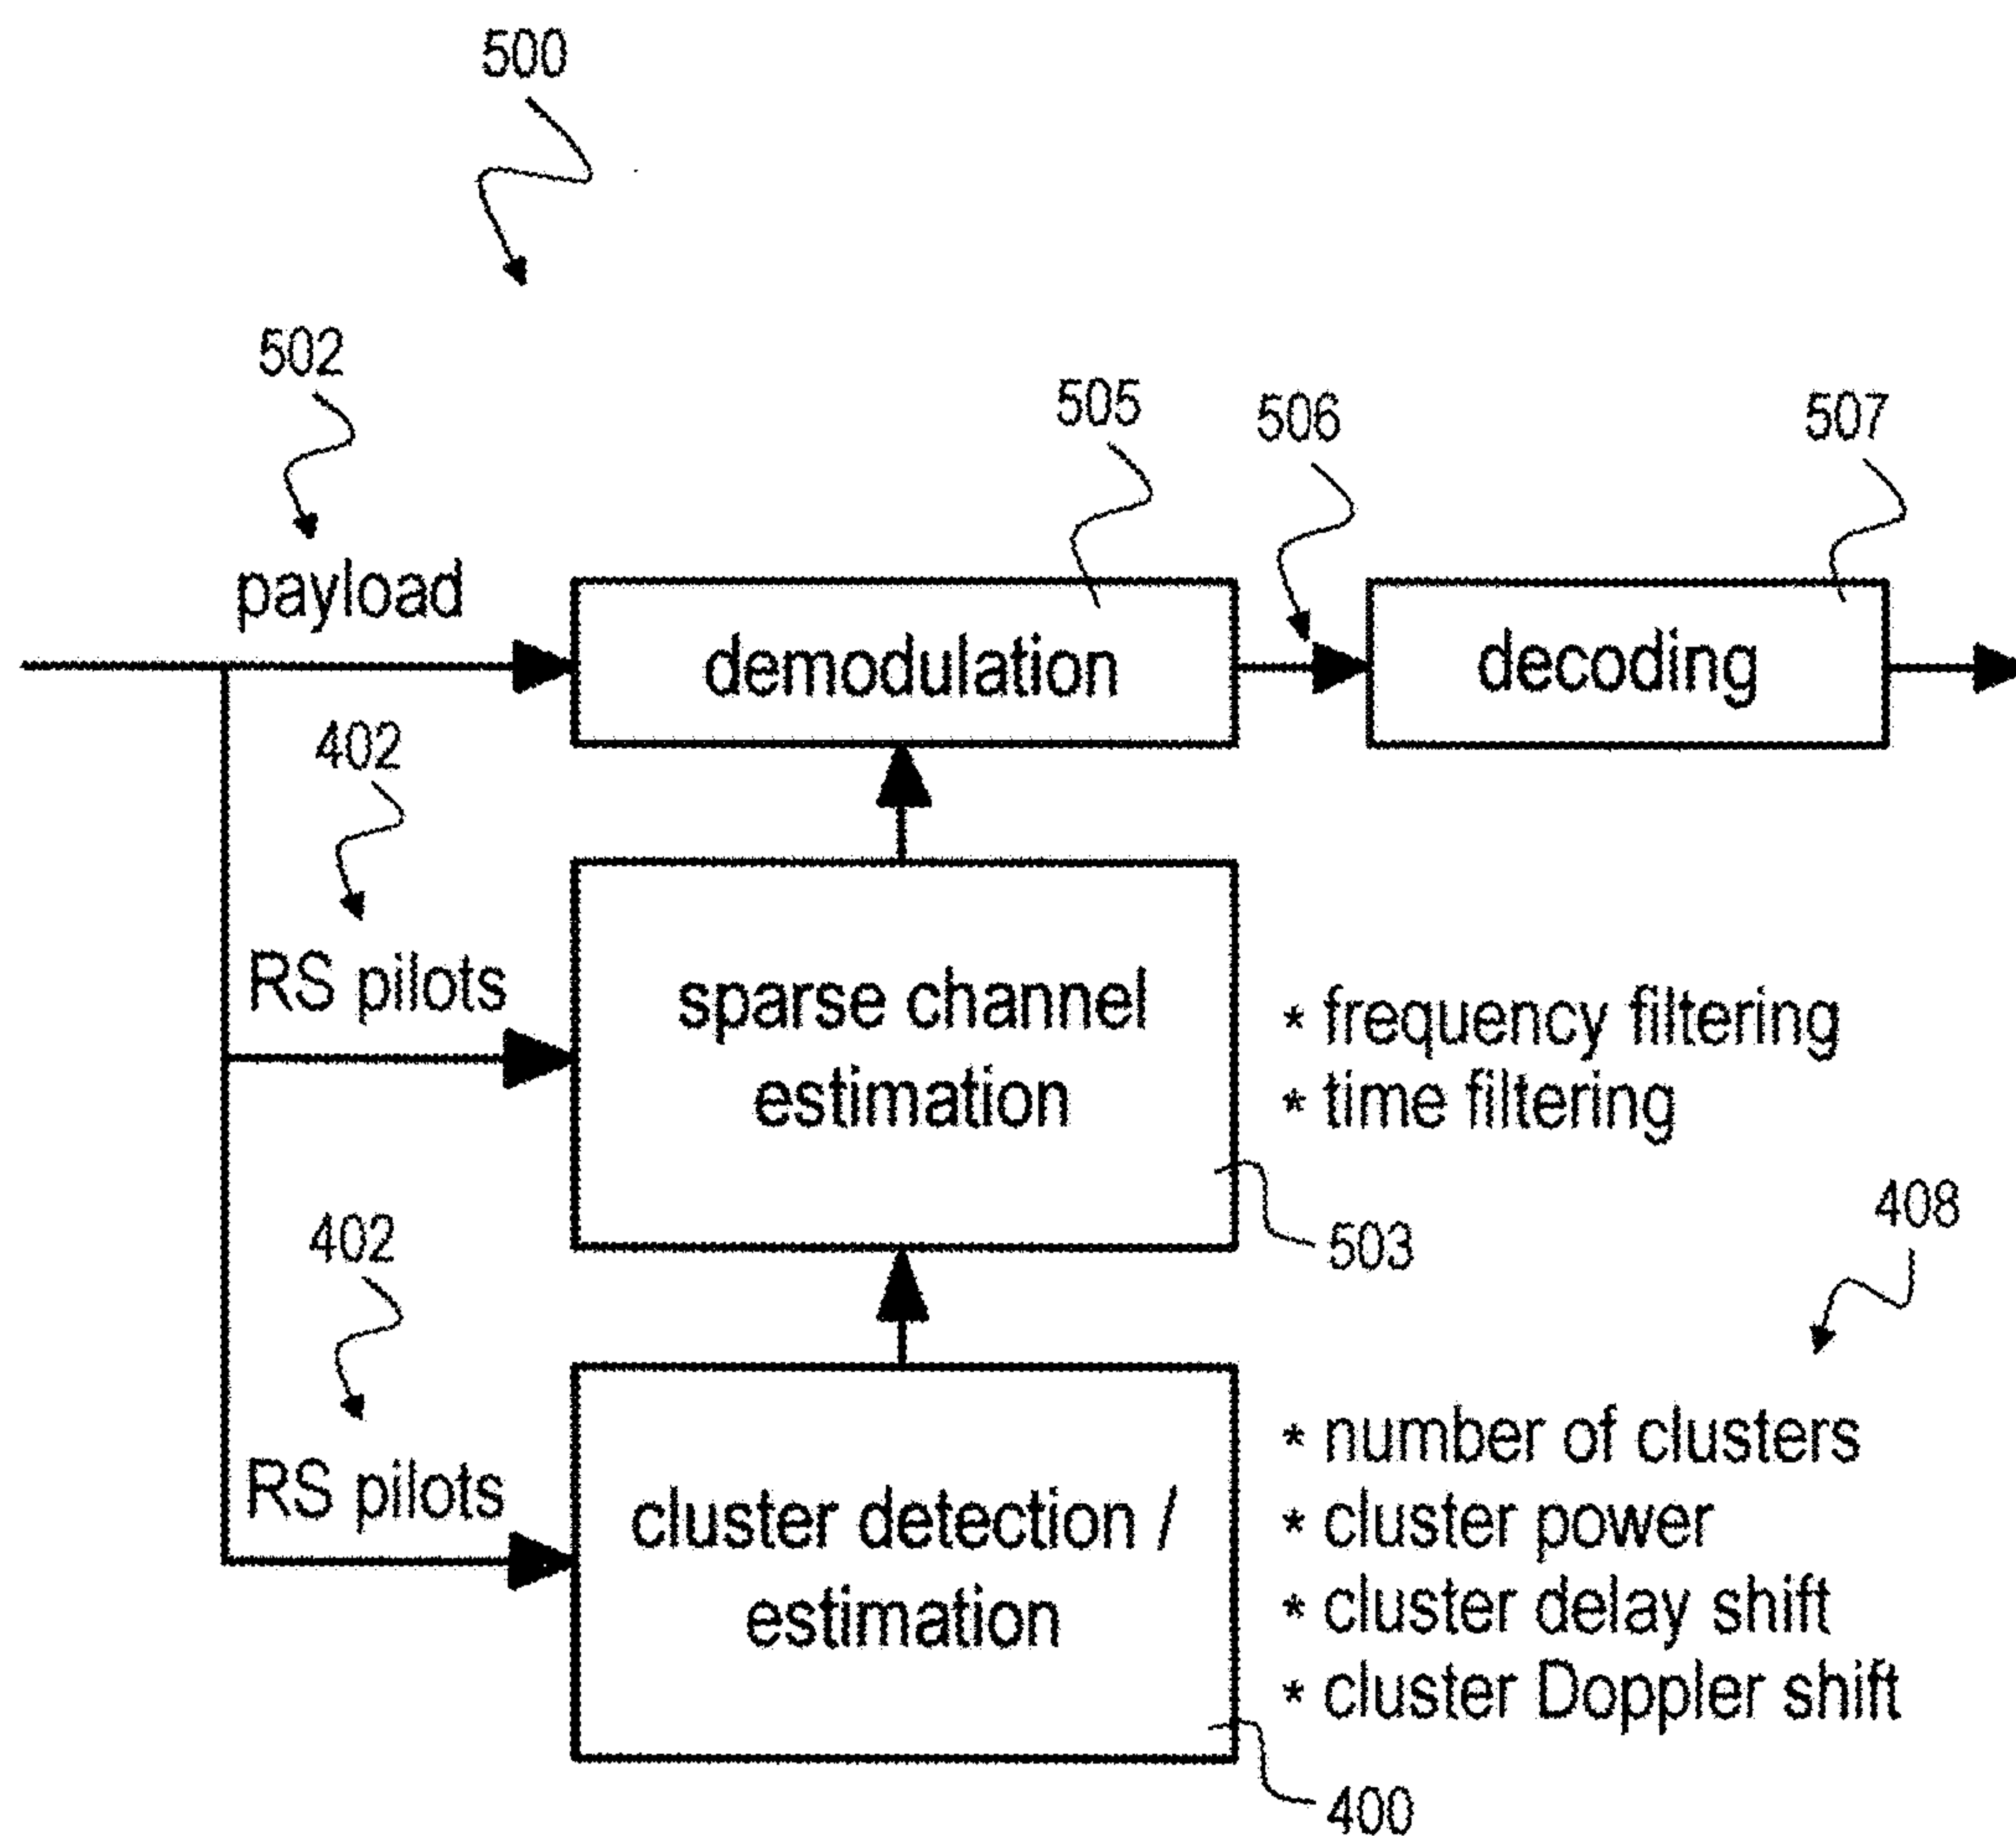 500
502
505
506
507
payload
demodulation
decoding
402
RS pilots
sparse channel
estimation
* frequency filtering
* time filtering
503
408
402
RS pilots
cluster detection /
estimation
* number of clusters
* cluster power
* cluster delay shift
* cluster Doppler shift
400